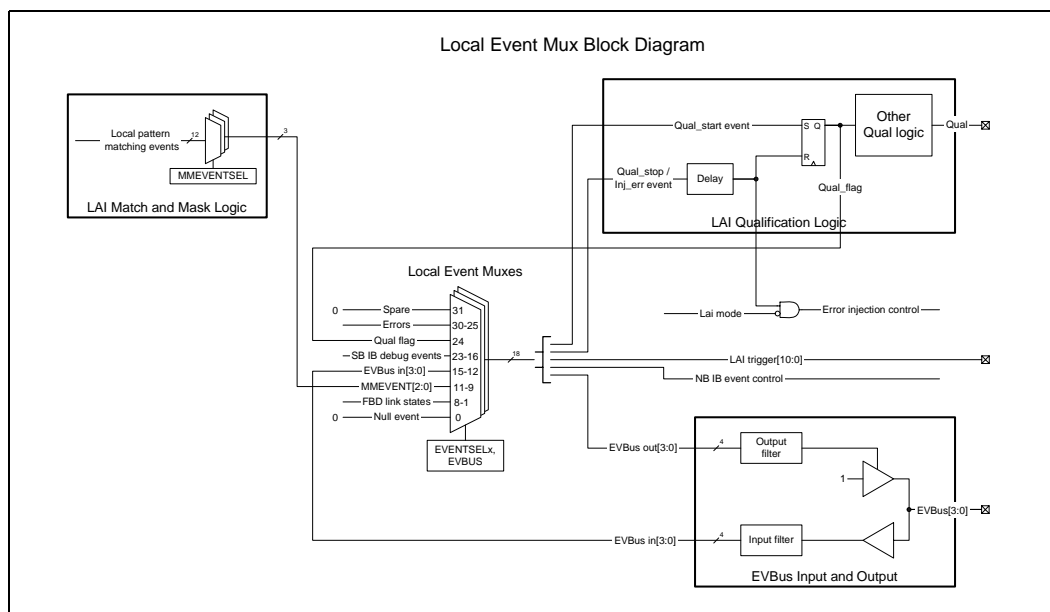 Local Event Mux Block Diagram
Local pattern
matching events
12
3
MMEVENTSEL
LAI Match and Mask Logic
Qual_start event
S Q
R
Other
Qual logic
Qual
Qual_stop /
Inj_err event
Delay
Qual_flag
LAI Qualification Logic
Local Event Muxes
0
Spare
31
Errors
30-25
Qual flag
24
SB IB debug events
23-16
EVBus in[3:0]
15-12
MMEVENT[2:0]
11-9
FBD link states
8-1
0
Null event
0
EVENTSELx,
EVBUS
18
Lai mode
Error injection control
LAI trigger[10:0]
NB IB event control
EVBus out[3:0]
4
Output
filter
1
EVBus[3:0]
EVBus in[3:0]
4
Input filter
EVBus Input and Output